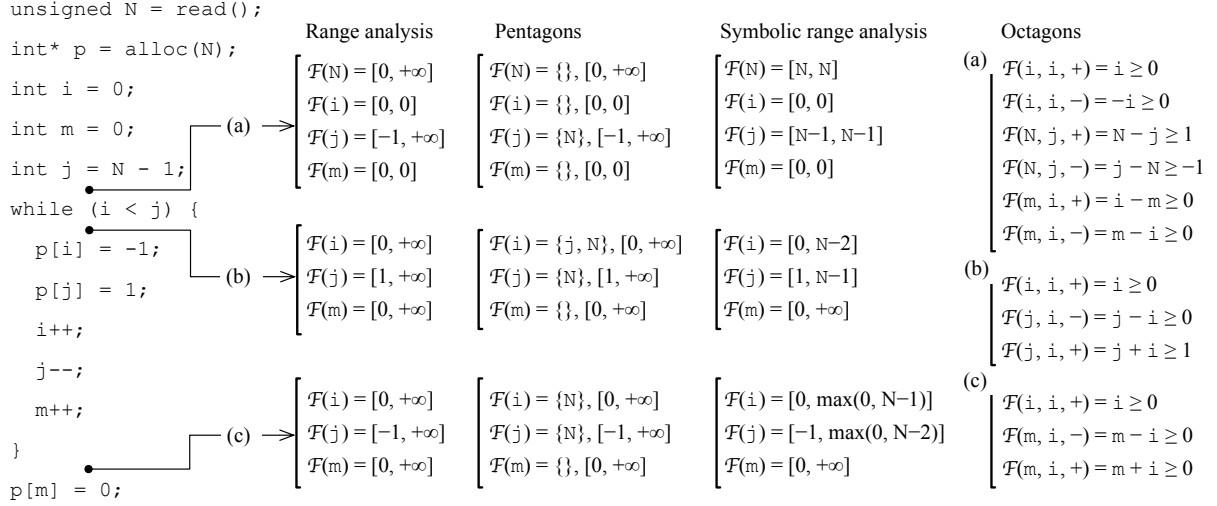 unsigned N = read();
int* p = alloc(N);
int i = 0;
int m = 0;
int j = N - 1;
while (i < j) {
p[i] = -1;
p[j] = 1;
i++;
j--;
m++;
}
p[m] = 0;
(a)
(b)
(c)
Range analysis
ℱ(N) = [0, +∞]
ℱ(i) = [0, 0]
ℱ(j) = [-1, +∞]
ℱ(m) = [0, 0]
ℱ(i) = [0, +∞]
ℱ(j) = [1, +∞]
ℱ(m) = [0, +∞]
ℱ(i) = [0, +∞]
ℱ(j) = [-1, +∞]
ℱ(m) = [0, +∞]
Pentagons
ℱ(N) = {}, [0, +∞]
ℱ(i) = {}, [0, 0]
ℱ(j) = {N}, [-1, +∞]
ℱ(m) = {}, [0, 0]
ℱ(i) = {j, N}, [0, +∞]
ℱ(j) = {N}, [1, +∞]
ℱ(m) = {}, [0, +∞]
ℱ(i) = {N}, [0, +∞]
ℱ(j) = {N}, [-1, +∞]
ℱ(m) = {}, [0, +∞]
Symbolic range analysis
ℱ(N) = [N, N]
ℱ(i) = [0, 0]
ℱ(j) = [N−1, N−1]
ℱ(m) = [0, 0]
ℱ(i) = [0, N−2]
ℱ(j) = [1, N−1]
ℱ(m) = [0, +∞]
ℱ(i) = [0, max(0, N−1)]
ℱ(j) = [-1, max(0, N−2)]
ℱ(m) = [0, +∞]
Octagons
(a)
ℱ(i, i, +) = i ≥ 0
ℱ(i, i, −) = −i ≥ 0
ℱ(N, j, +) = N − j ≥ 1
ℱ(N, j, −) = j − N ≥ −1
ℱ(m, i, +) = i − m ≥ 0
ℱ(m, i, −) = m − i ≥ 0
(b)
ℱ(i, i, +) = i ≥ 0
ℱ(j, i, −) = j − i ≥ 0
ℱ(j, i, +) = j + i ≥ 1
(c)
ℱ(i, i, +) = i ≥ 0
ℱ(m, i, −) = m − i ≥ 0
ℱ(m, i, +) = m + i ≥ 0